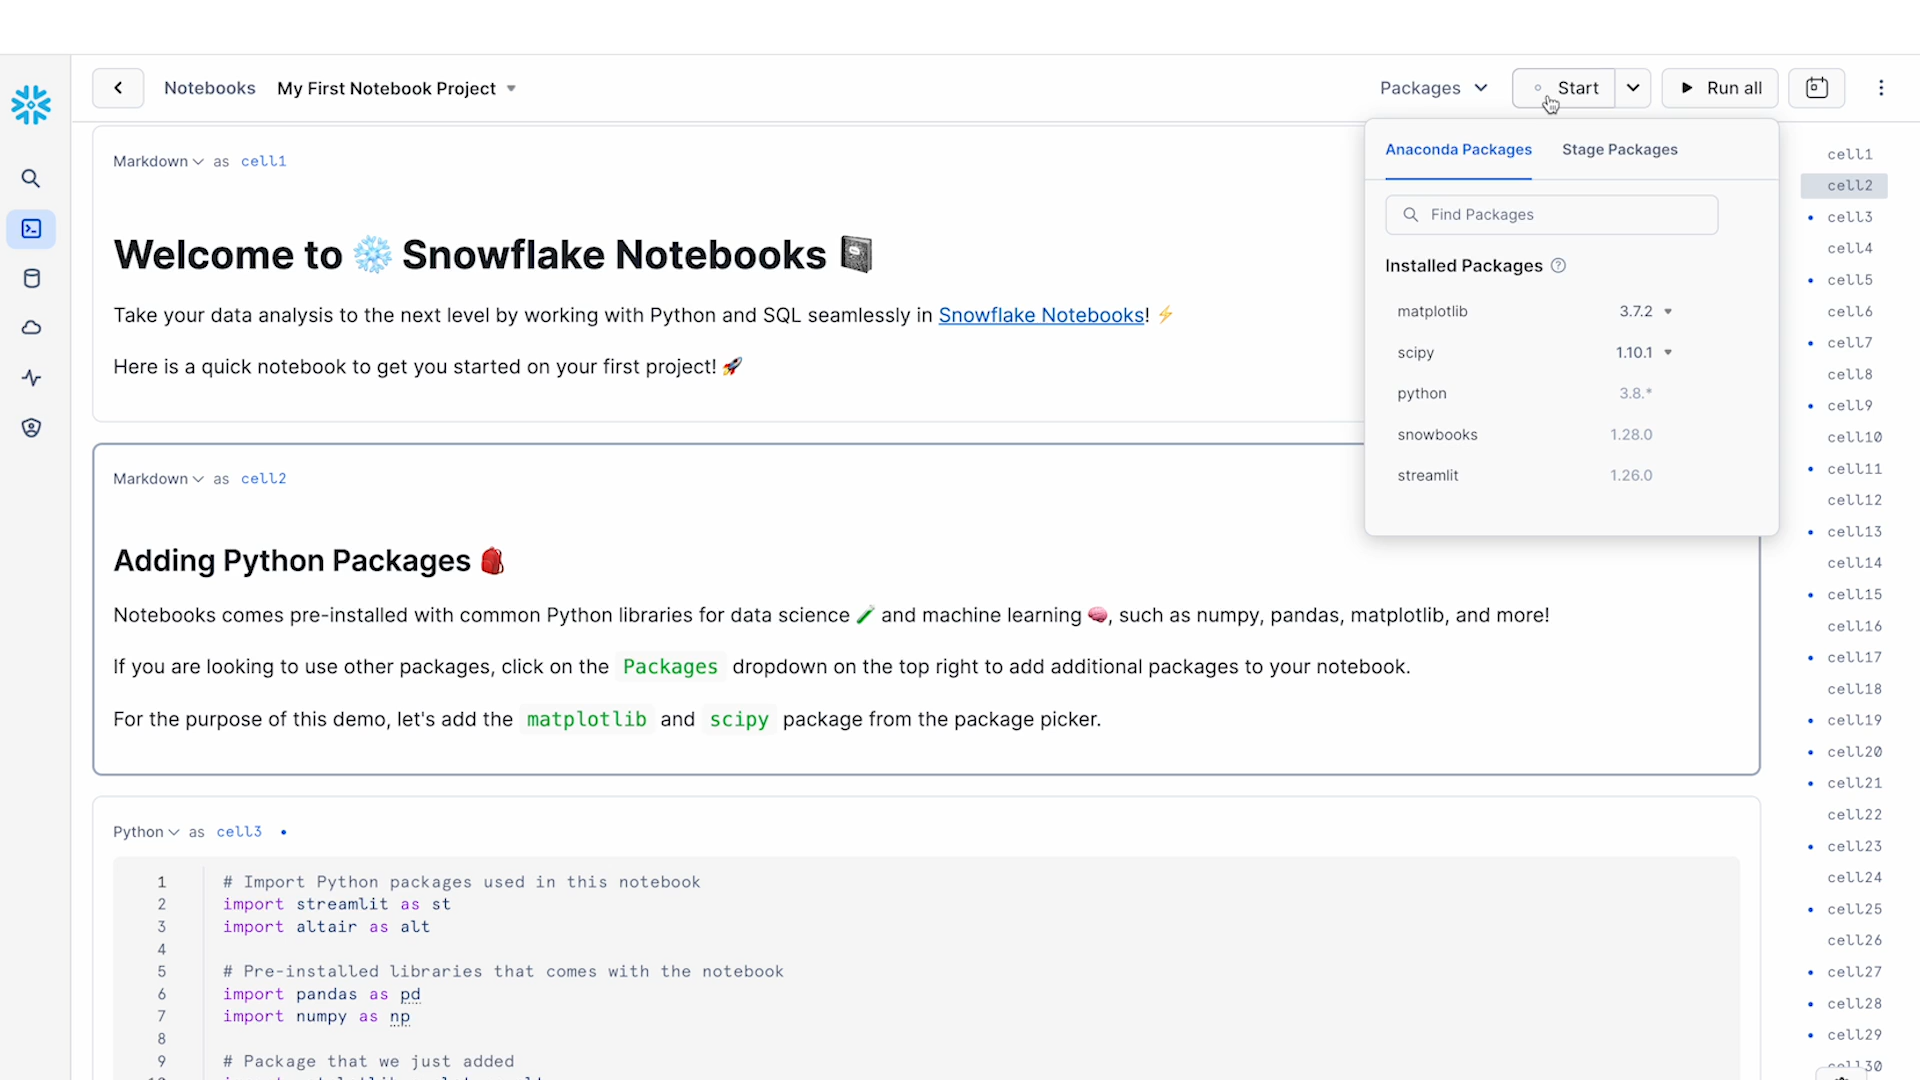 Notebooks My First Notebook Project
Packages Start Run all
Markdown as cell1
Welcome to ❄️ Snowflake Notebooks 📓
Take your data analysis to the next level by working with Python and SQL seamlessly in Snowflake Notebooks! ⚡
Here is a quick notebook to get you started on your first project! 🚀
Anaconda Packages Stage Packages
Find Packages
Installed Packages
matplotlib 3.7.2
scipy 1.10.1
python 3.8.*
snowbooks 1.28.0
streamlit 1.26.0
Markdown as cell2
Adding Python Packages 🎒
Notebooks comes pre-installed with common Python libraries for data science 🧪 and machine learning 🧠, such as numpy, pandas, matplotlib, and more!
If you are looking to use other packages, click on the Packages dropdown on the top right to add additional packages to your notebook.
For the purpose of this demo, let's add the matplotlib and scipy package from the package picker.
Python as cell3
1 # Import Python packages used in this notebook
2 import streamlit as st
3 import altair as alt
4
5 # Pre-installed libraries that comes with the notebook
6 import pandas as pd
7 import numpy as np
8
9 # Package that we just added
cell1
cell2
cell3
cell4
cell5
cell6
cell7
cell8
cell9
cell10
cell11
cell12
cell13
cell14
cell15
cell16
cell17
cell18
cell19
cell20
cell21
cell22
cell23
cell24
cell25
cell26
cell27
cell28
cell29
cell30